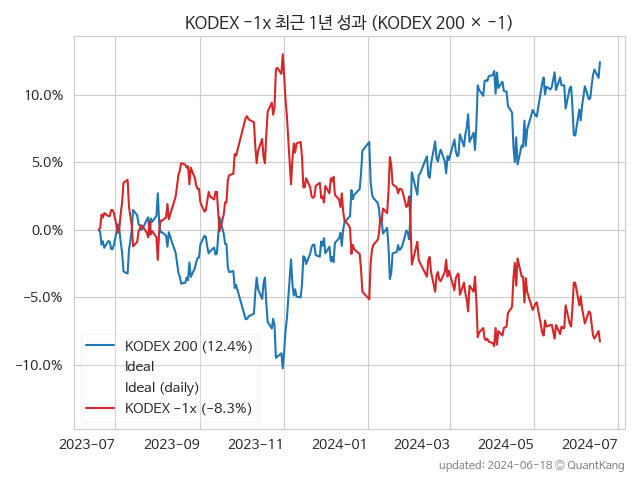 KODEX -1x 최근 1년 성과 (KODEX 200 × -1)
10.0%
5.0%
0.0%
-5.0%
-10.0%
KODEX 200 (12.4%)
Ideal
Ideal (daily)
KODEX -1x (-8.3%)
2023-07 2023-09 2023-11 2024-01 2024-03 2024-05 2024-07
updated: 2024-06-18 © QuantKang